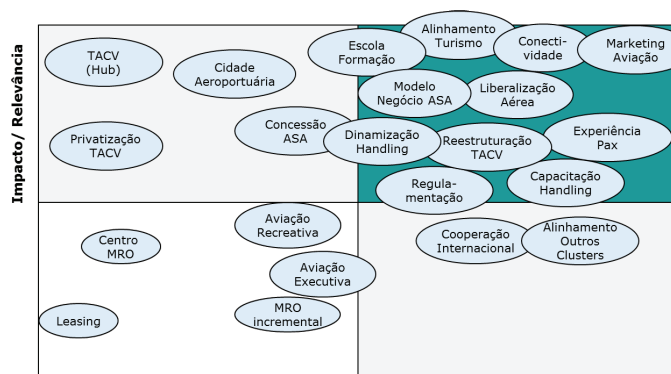 Impacto/ Relevância
TACV
(Hub)
Cidade
Aeroportuária
Escola
Formação
Alinhamento
Turismo
Conecti-
vidade
Marketing
Aviação
Modelo
Negócio ASA
Liberalização
Aérea
Privatização
TACV
Concessão
ASA
Dinamização
Handling
Reestruturação
TACV
Experiência
Pax
Regula-
mentação
Capacitação
Handling
Centro
MRO
Aviação
Recreativa
Cooperação
Internacional
Alinhamento
Outros
Clusters
Aviação
Executiva
Leasing
MRO
incremental